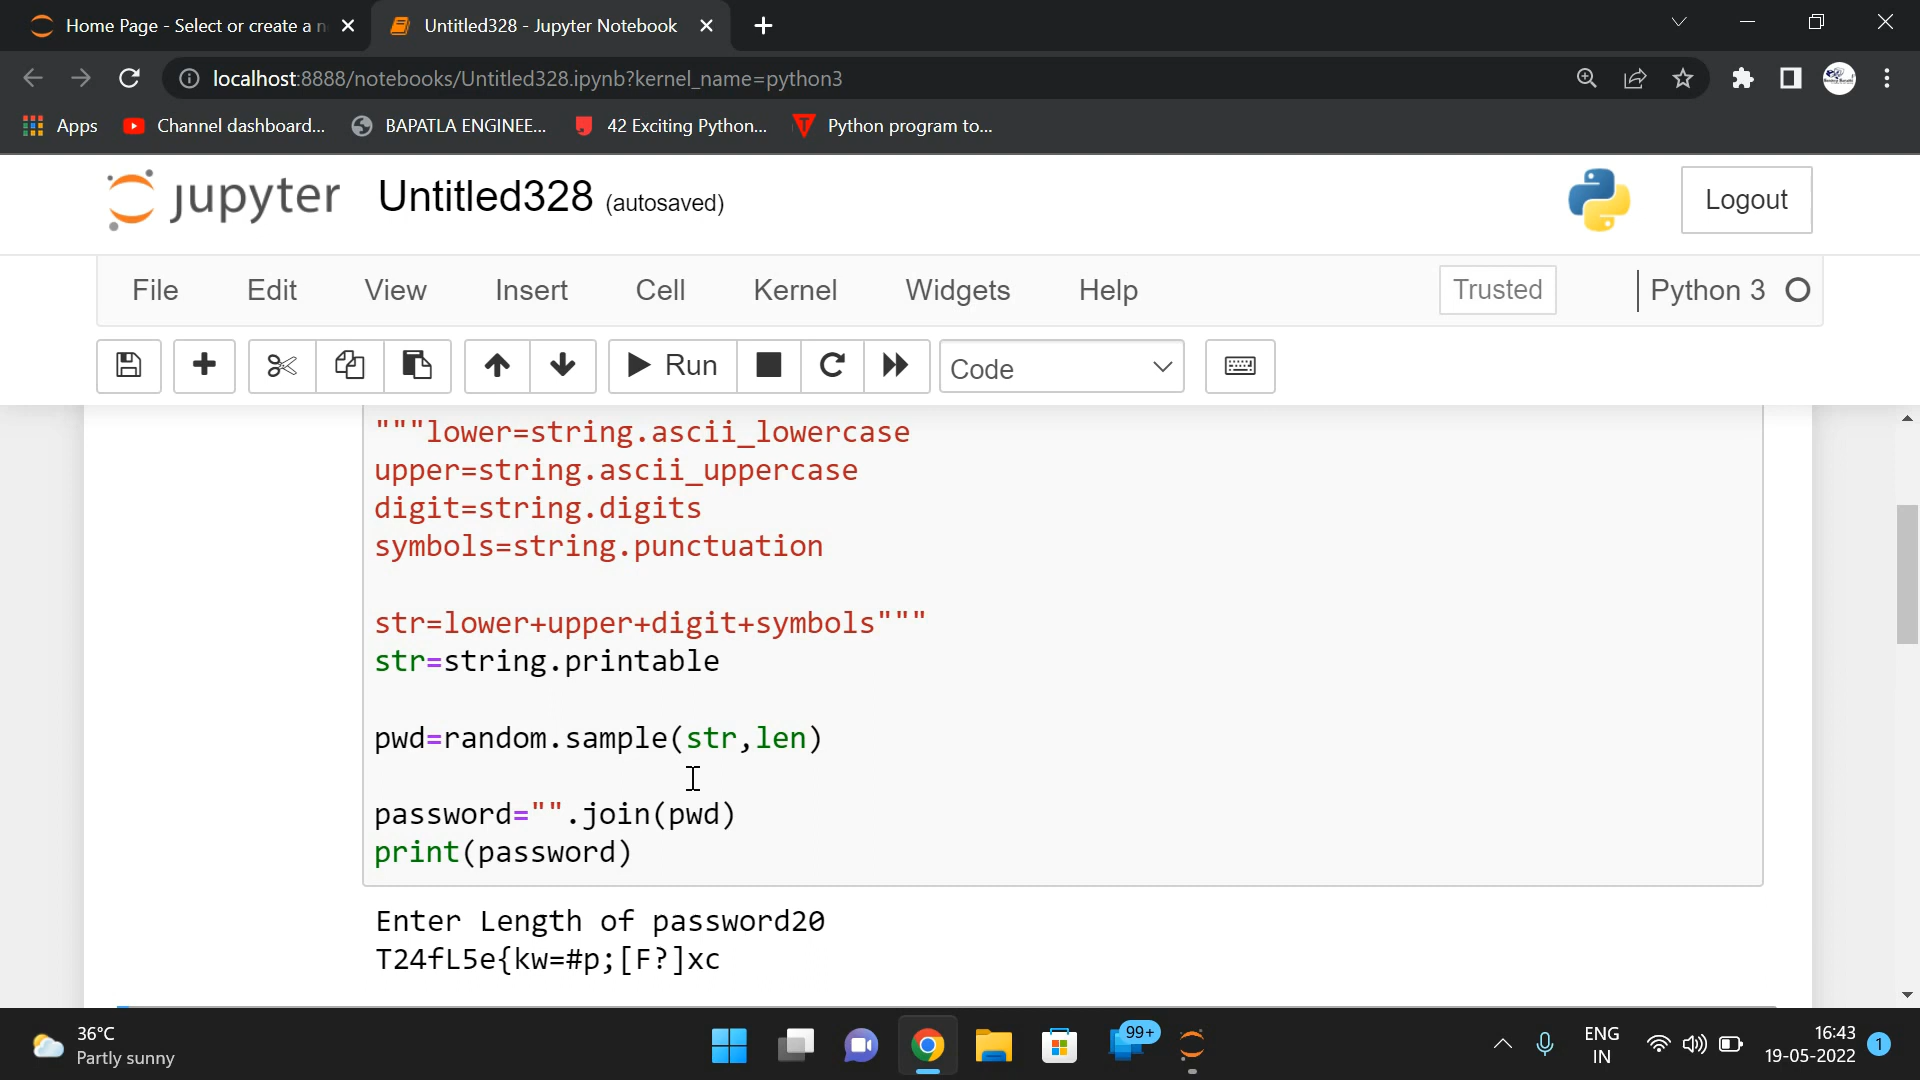 Home Page - Select or create a n
Untitled328 - Jupyter Notebook
localhost:8888/notebooks/Untitled328.ipynb?kernel_name=python3
Apps
Channel dashboard...
BAPATLA ENGINEE...
42 Exciting Python...
Python program to...
jupyter
Untitled328 (autosaved)
Logout
File Edit View Insert Cell Kernel Widgets Help
Trusted
Python 3
Run
Code
"""lower=string.ascii_lowercase
upper=string.ascii_uppercase
digit=string.digits
symbols=string.punctuation
str=lower+upper+digit+symbols"""
str=string.printable
pwd=random.sample(str,len)
password="".join(pwd)
print(password)
Enter Length of password20
T24fL5e{kw=#p;[F?]xc
36°C
Partly sunny
99+
ENG
IN
16:43
19-05-2022
1